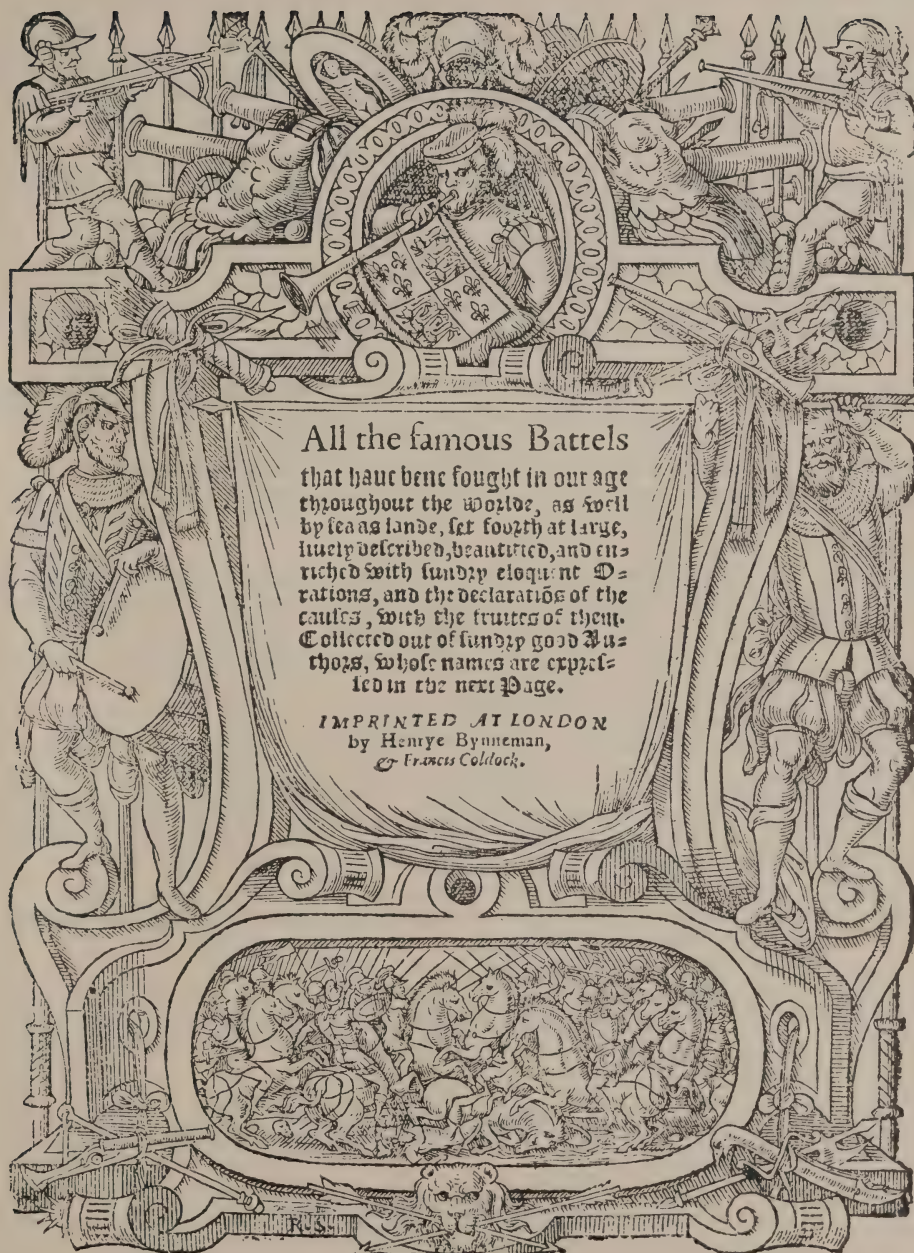 All the famous Battels
that haue bene fought in our age
throughout the worlde, as well
by sea as lande, set fourth at large,
liuely described, beautified, and en=
riched with sundry eloquent O=
rations, and the declaratiōs of the
causes, with the fruites of them.
Collected out of sundry good Au=
thors, whose names are expres=
sed in the next Page.
IMPRINTED AT LONDON
by Henrye Bynneman,
& Francis Coldock.
R.S.